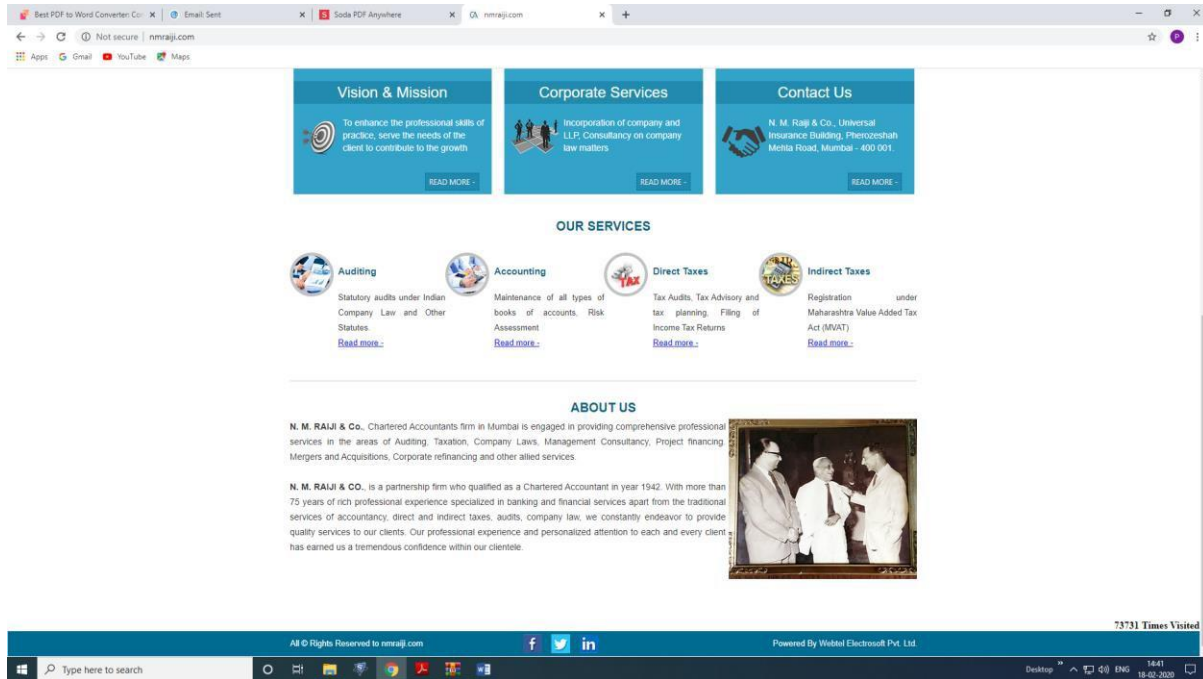 Best PDF to Word Converter: Co
Email: Sent
Soda PDF Anywhere
nmraiji.com
Not secure | nmraiji.com
Apps Gmail YouTube Maps
Vision & Mission
To enhance the professional skills of
practice, serve the needs of the
client to contribute to the growth
READ MORE -
Corporate Services
Incorporation of company and
LLP, Consultancy on company
law matters
READ MORE -
Contact Us
N. M. Raiji & Co., Universal
Insurance Building, Pherozeshah
Mehta Road, Mumbai - 400 001.
READ MORE -
OUR SERVICES
Auditing
Statutory audits under Indian
Company Law and Other
Statutes.
Read more -
Accounting
Maintenance of all types of
books of accounts, Risk
Assessment
Read more -
TAX
Direct Taxes
Tax Audits, Tax Advisory and
tax planning, Filing of
Income Tax Returns
Read more -
TAXES
Indirect Taxes
Registration under
Maharashtra Value Added Tax
Act (MVAT)
Read more -
ABOUT US
N. M. RAIJI & Co., Chartered Accountants firm in Mumbai is engaged in providing comprehensive professional
services in the areas of Auditing, Taxation, Company Laws, Management Consultancy, Project financing,
Mergers and Acquisitions, Corporate refinancing and other allied services.
N. M. RAIJI & CO., is a partnership firm who qualified as a Chartered Accountant in year 1942. With more than
75 years of rich professional experience specialized in banking and financial services apart from the traditional
services of accountancy, direct and indirect taxes, audits, company law, we constantly endeavor to provide
quality services to our clients. Our professional experience and personalized attention to each and every client
has earned us a tremendous confidence within our clientele.
73731 Times Visited
All © Rights Reserved to nmraiji.com
Powered By Webtel Electrosoft Pvt. Ltd.
Type here to search
Desktop
ENG
14:41
18-02-2020